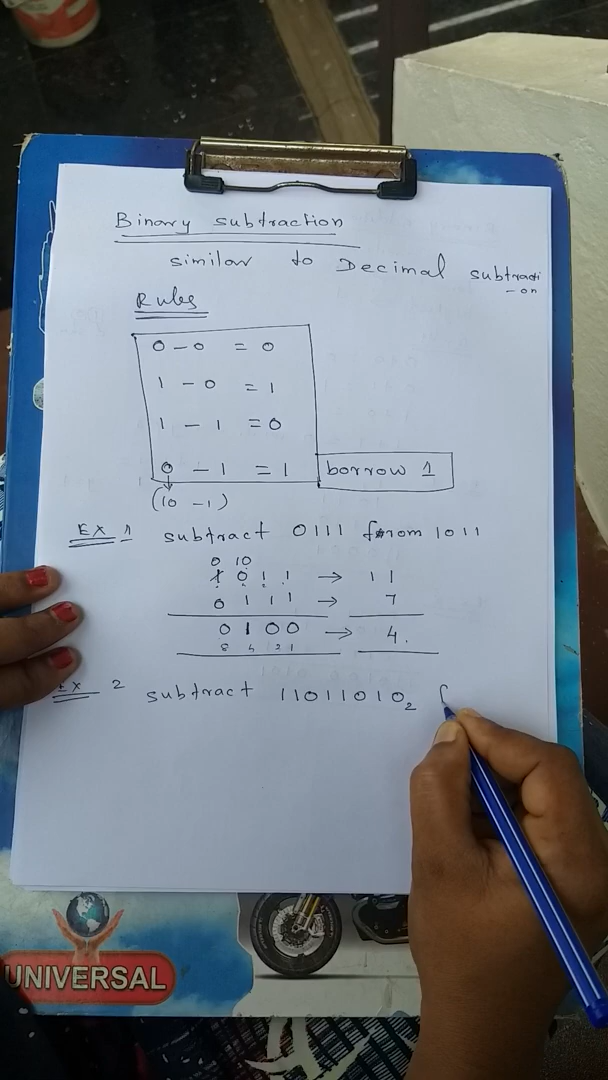 Binary subtraction
similar to Decimal subtracti
-on
Rules
0 - 0 = 0
1 - 0 = 1
1 - 1 = 0
0 - 1 = 1 borrow 1
(10 - 1)
Ex 1 subtract 0111 from 1011
0 10
1 0 1 1 → 11
0 1 1 1 → 7
0 1 0 0 → 4.
8 4 2 1
Ex 2 subtract 11011010₂ f
UNIVERSAL